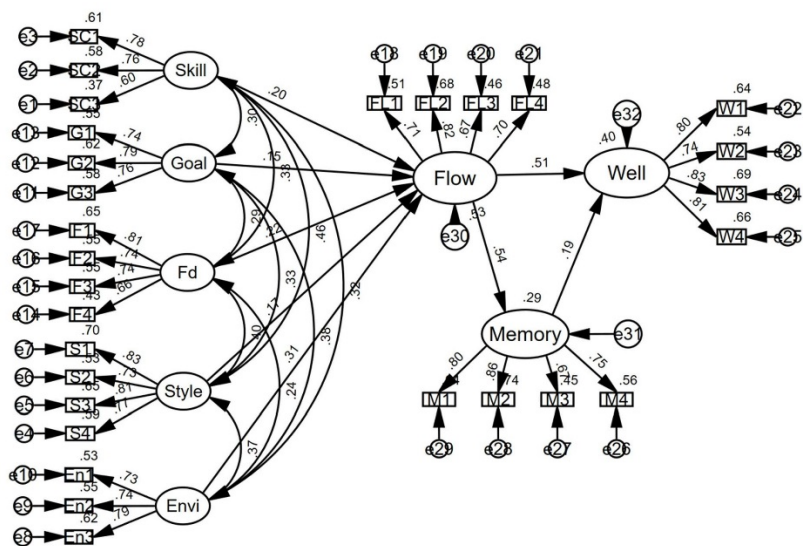 .61
e3 SC1 .78
.58
e2 SC2 .76
.37
e1 SC3 .60
Skill
.55
e13 G1 .74
.62
e12 G2 .79
.58
e11 G3 .76
Goal
.65
e17 F1 .81
.55
e16 F2 .74
.55
e15 F3 .74
.43
e14 F4 .66
Fd
.70
e7 S1 .83
.53
e6 S2 .73
.65
e5 S3 .81
.59
e4 S4 .77
Style
.53
e10 En1 .73
.55
e9 En2 .74
.62
e8 En3 .79
Envi
.30
.33
.46
.32
.29
.33
.38
.40
.24
.37
.20
.15
.22
.17
.31
e18 e19 e20 e21
.51 .68 .46 .48
FL1 FL2 FL3 FL4
.71 .82 .67 .70
Flow
.53
e30
.51
.54
.19
e32
.40
Well
.64
.80 W1 e22
.54
.74 W2 e23
.69
.83 W3 e24
.66
.81 W4 e25
.29
Memory
e31
.80 .86 .67 .75
.74 .45 .56
M1 M2 M3 M4
e29 e28 e27 e26